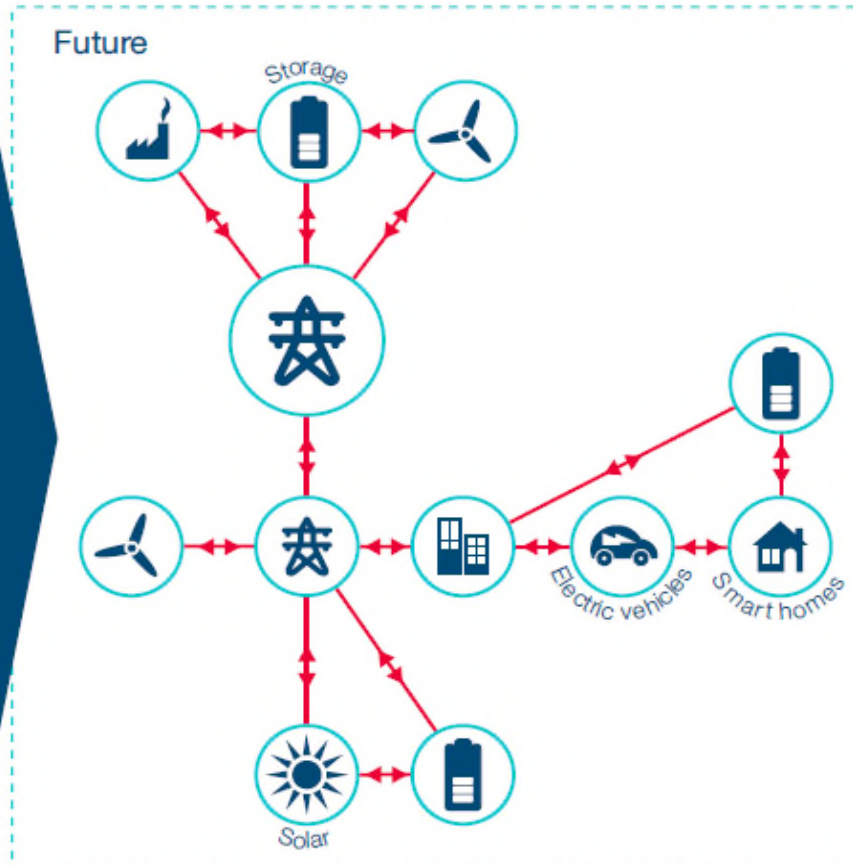 Future
Storage
Electric vehicles
Smart homes
Solar